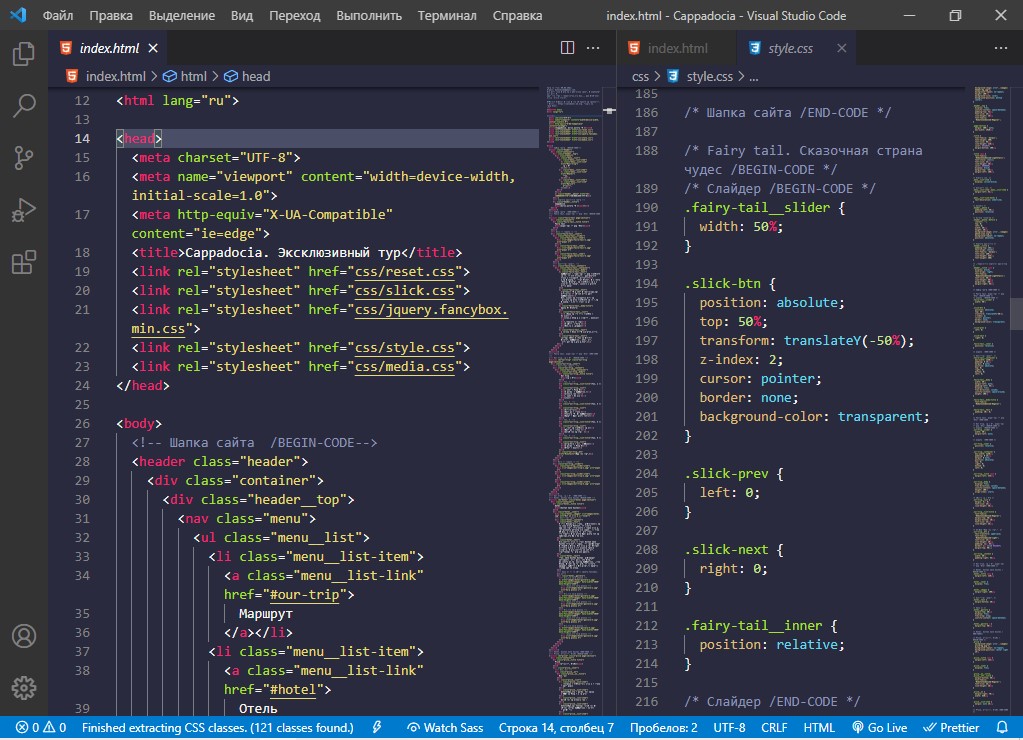 Файл Правка Выделение Вид Переход Выполнить Терминал Справка index.html - Cappadocia - Visual Studio Code
index.html
index.html > html > head
12 <html lang="ru">
13
14 <head>
15 <meta charset="UTF-8">
16 <meta name="viewport" content="width=device-width,
initial-scale=1.0">
17 <meta http-equiv="X-UA-Compatible"
content="ie=edge">
18 <title>Cappadocia. Эксклюзивный тур</title>
19 <link rel="stylesheet" href="css/reset.css">
20 <link rel="stylesheet" href="css/slick.css">
21 <link rel="stylesheet" href="css/jquery.fancybox.
min.css">
22 <link rel="stylesheet" href="css/style.css">
23 <link rel="stylesheet" href="css/media.css">
24 </head>
25
26 <body>
27 <!-- Шапка сайта  /BEGIN-CODE-->
28 <header class="header">
29 <div class="container">
30 <div class="header__top">
31 <nav class="menu">
32 <ul class="menu__list">
33 <li class="menu__list-item">
34 <a class="menu__list-link"
href="#our-trip">
35 Маршрут
36 </a></li>
37 <li class="menu__list-item">
38 <a class="menu__list-link"
href="#hotel">
39 Отель
index.html style.css
css > style.css > ...
185
186 /* Шапка сайта /END-CODE */
187
188 /* Fairy tail. Сказочная страна
чудес /BEGIN-CODE */
189 /* Слайдер /BEGIN-CODE */
190 .fairy-tail__slider {
191 width: 50%;
192 }
193
194 .slick-btn {
195 position: absolute;
196 top: 50%;
197 transform: translateY(-50%);
198 z-index: 2;
199 cursor: pointer;
200 border: none;
201 background-color: transparent;
202 }
203
204 .slick-prev {
205 left: 0;
206 }
207
208 .slick-next {
209 right: 0;
210 }
211
212 .fairy-tail__inner {
213 position: relative;
214 }
215
216 /* Слайдер /END-CODE */
0 0 Finished extracting CSS classes. (121 classes found.) Watch Sass Строка 14, столбец 7 Пробелов: 2 UTF-8 CRLF HTML Go Live Prettier